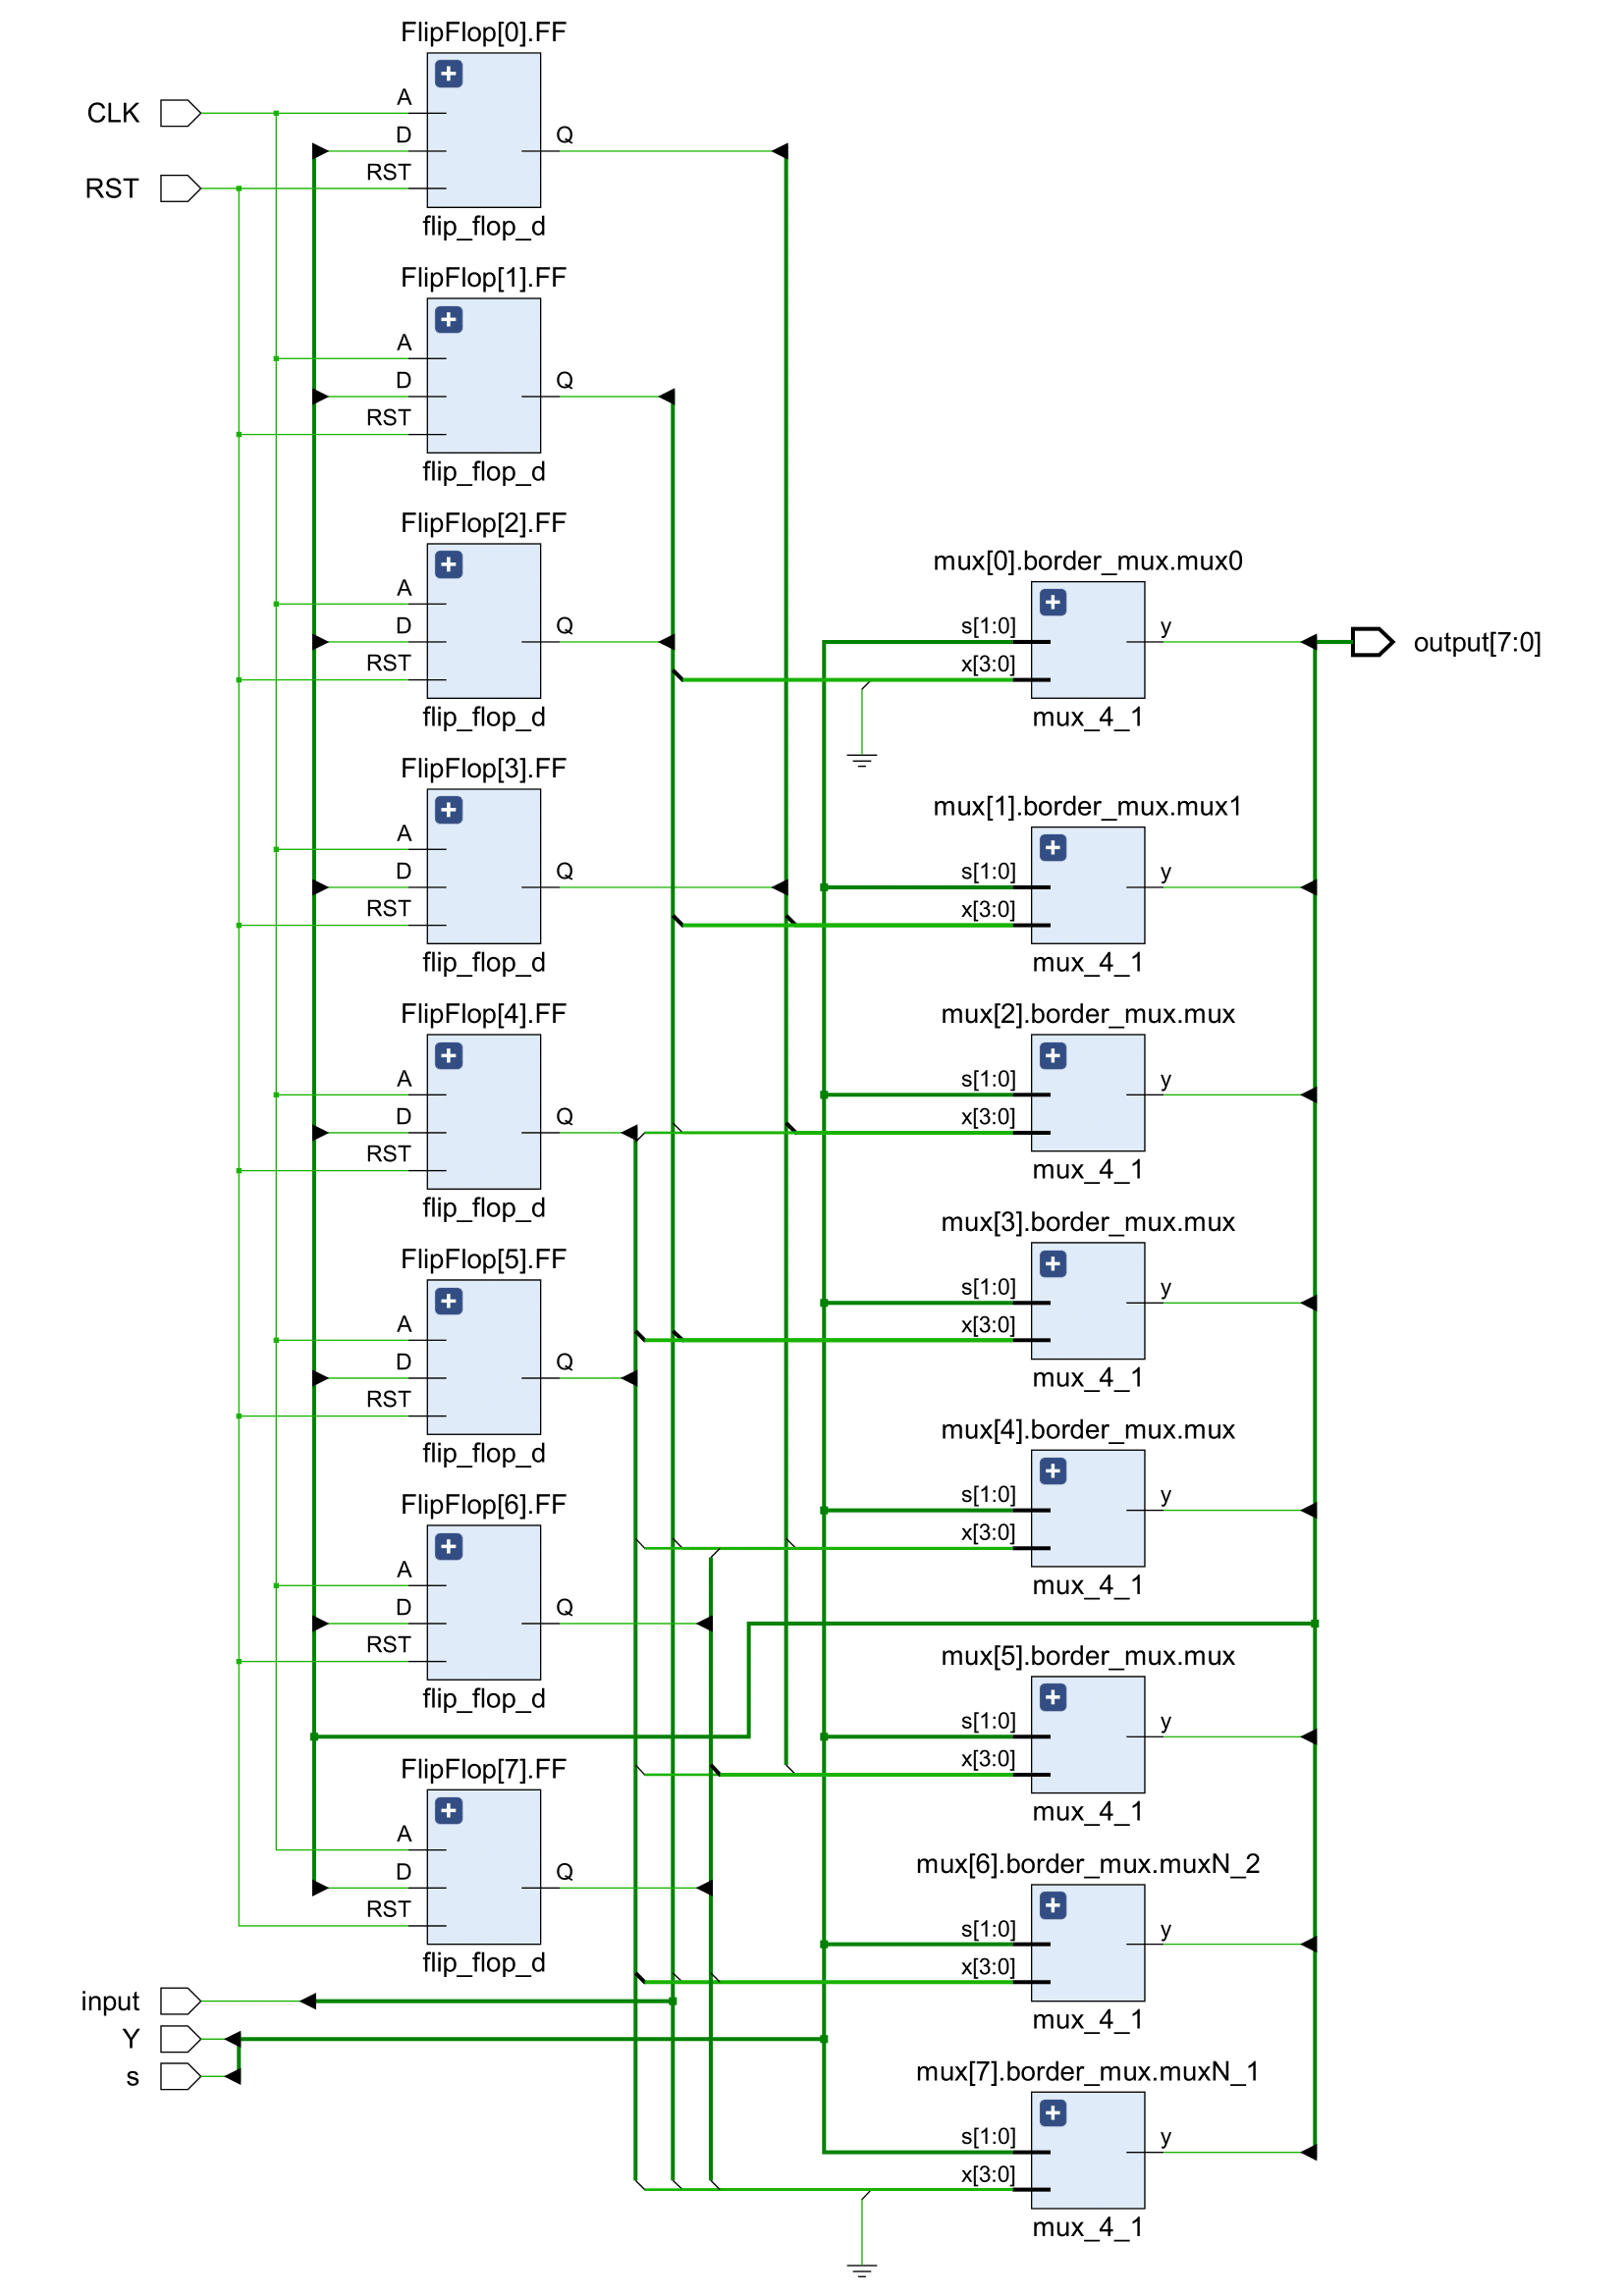 FlipFlop[0].FF
CLK
A
D
Q
RST
RST
flip_flop_d
FlipFlop[1].FF
A
D
Q
RST
flip_flop_d
FlipFlop[2].FF
A
D
Q
RST
flip_flop_d
FlipFlop[3].FF
A
D
Q
RST
flip_flop_d
FlipFlop[4].FF
A
D
Q
RST
flip_flop_d
FlipFlop[5].FF
A
D
Q
RST
flip_flop_d
FlipFlop[6].FF
A
D
Q
RST
flip_flop_d
FlipFlop[7].FF
A
D
Q
RST
flip_flop_d
input
Y
s
mux[0].border_mux.mux0
s[1:0]
y
x[3:0]
mux_4_1
output[7:0]
mux[1].border_mux.mux1
s[1:0]
y
x[3:0]
mux_4_1
mux[2].border_mux.mux
s[1:0]
y
x[3:0]
mux_4_1
mux[3].border_mux.mux
s[1:0]
y
x[3:0]
mux_4_1
mux[4].border_mux.mux
s[1:0]
y
x[3:0]
mux_4_1
mux[5].border_mux.mux
s[1:0]
y
x[3:0]
mux_4_1
mux[6].border_mux.muxN_2
s[1:0]
y
x[3:0]
mux_4_1
mux[7].border_mux.muxN_1
s[1:0]
y
x[3:0]
mux_4_1